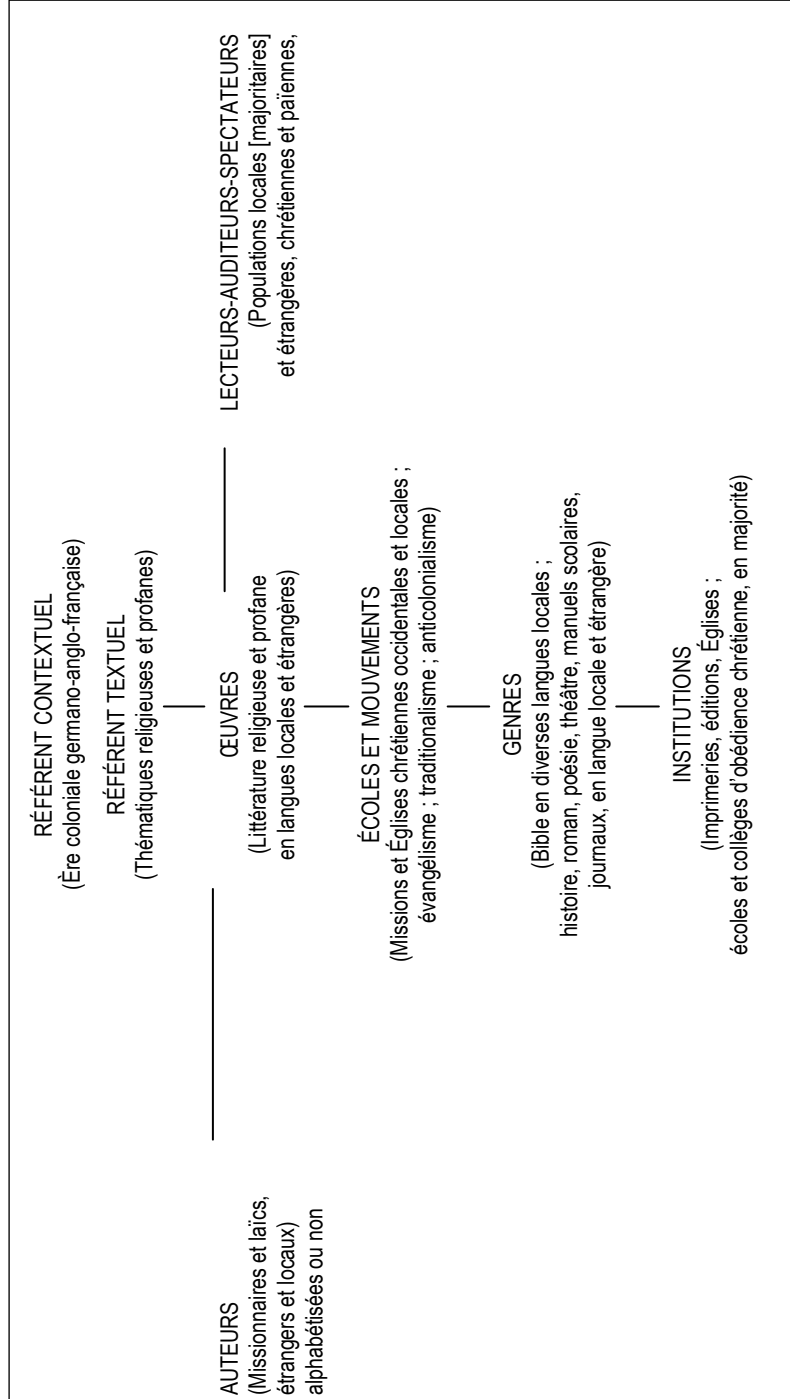 RÉFÉRENT CONTEXTUEL
(Ère coloniale germano-anglo-française)
RÉFÉRENT TEXTUEL
(Thématiques religieuses et profanes)
AUTEURS
(Missionnaires et laïcs,
étrangers et locaux)
alphabétisées ou non
ŒUVRES
(Littérature religieuse et profane
en langues locales et étrangères)
LECTEURS-AUDITEURS-SPECTATEURS
(Populations locales [majoritaires]
et étrangères, chrétiennes et païennes,
ÉCOLES ET MOUVEMENTS
(Missions et Églises chrétiennes occidentales et locales ;
évangélisme ; traditionalisme ; anticolonialisme)
GENRES
(Bible en diverses langues locales ;
histoire, roman, poésie, théâtre, manuels scolaires,
journaux, en langue locale et étrangère)
INSTITUTIONS
(Imprimeries, éditions, Églises ;
écoles et collèges d'obédience chrétienne, en majorité)